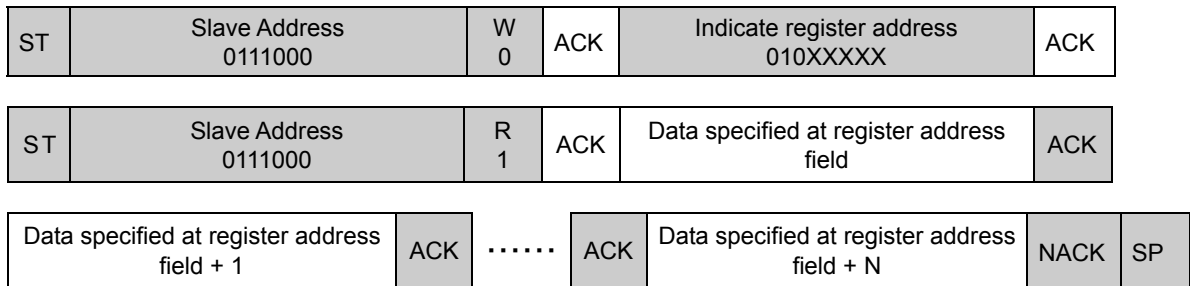 ST
Slave Address
0111000
W
0
ACK
Indicate register address
010XXXXX
ACK
ST
Slave Address
0111000
R
1
ACK
Data specified at register address
field
ACK
Data specified at register address
field + 1
ACK
······
ACK
Data specified at register address
field + N
NACK
SP